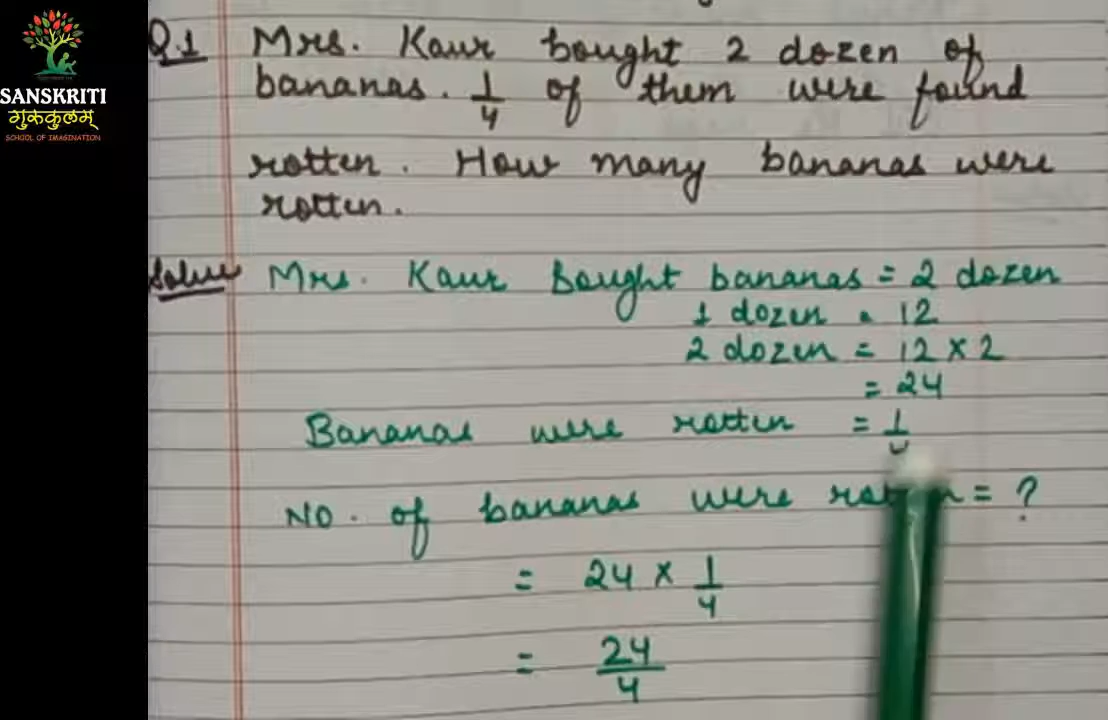 SANSKRITI
गुरुकुलम्
SCHOOL OF IMAGINATION
Q.1 Mrs. Kaur bought 2 dozen of
bananas. 1/4 of them were found
rotten. How many bananas were
rotten.
Mrs. Kaur Bought bananas = 2 dozen
1 dozen = 12
2 dozen = 12 × 2
= 24
Bananas were rotten = 1/4
NO. of bananas were = ?
= 24 × 1/4
= 24/4